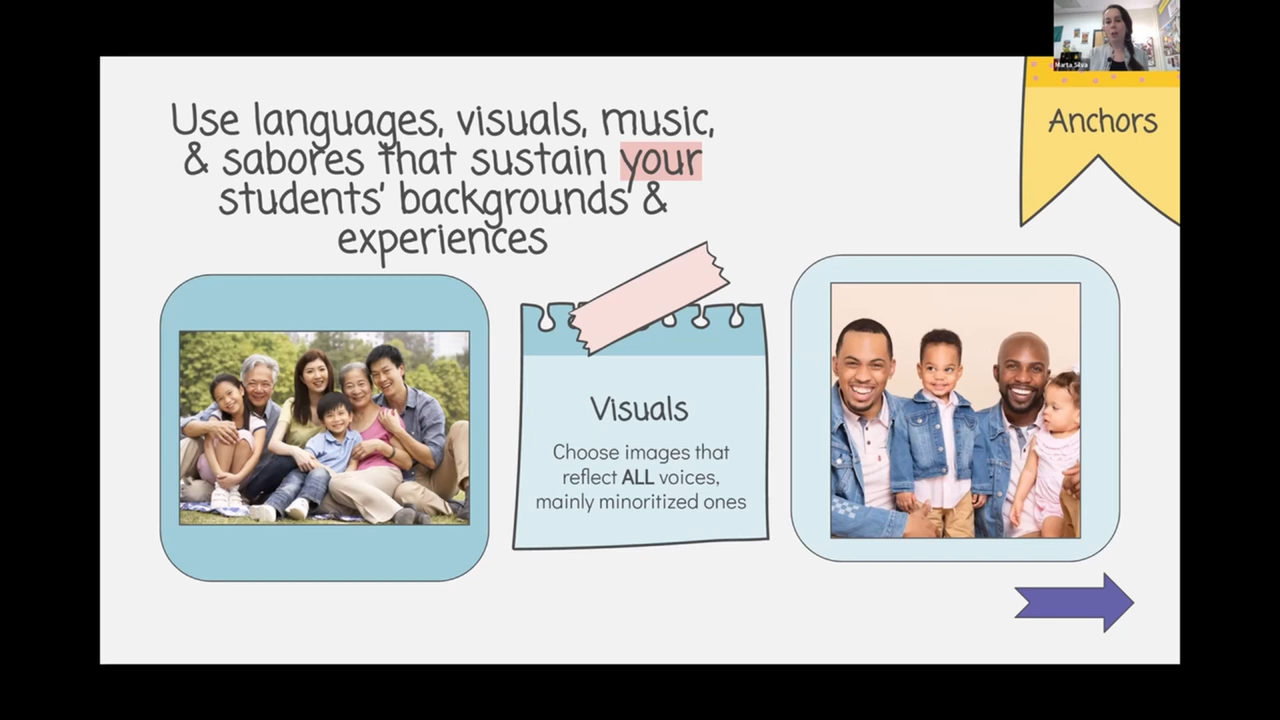 Marta Silva
Use languages, visuals, music,
& sabores that sustain your
students' backgrounds &
experiences
Anchors
Visuals
Choose images that
reflect ALL voices,
mainly minoritized ones